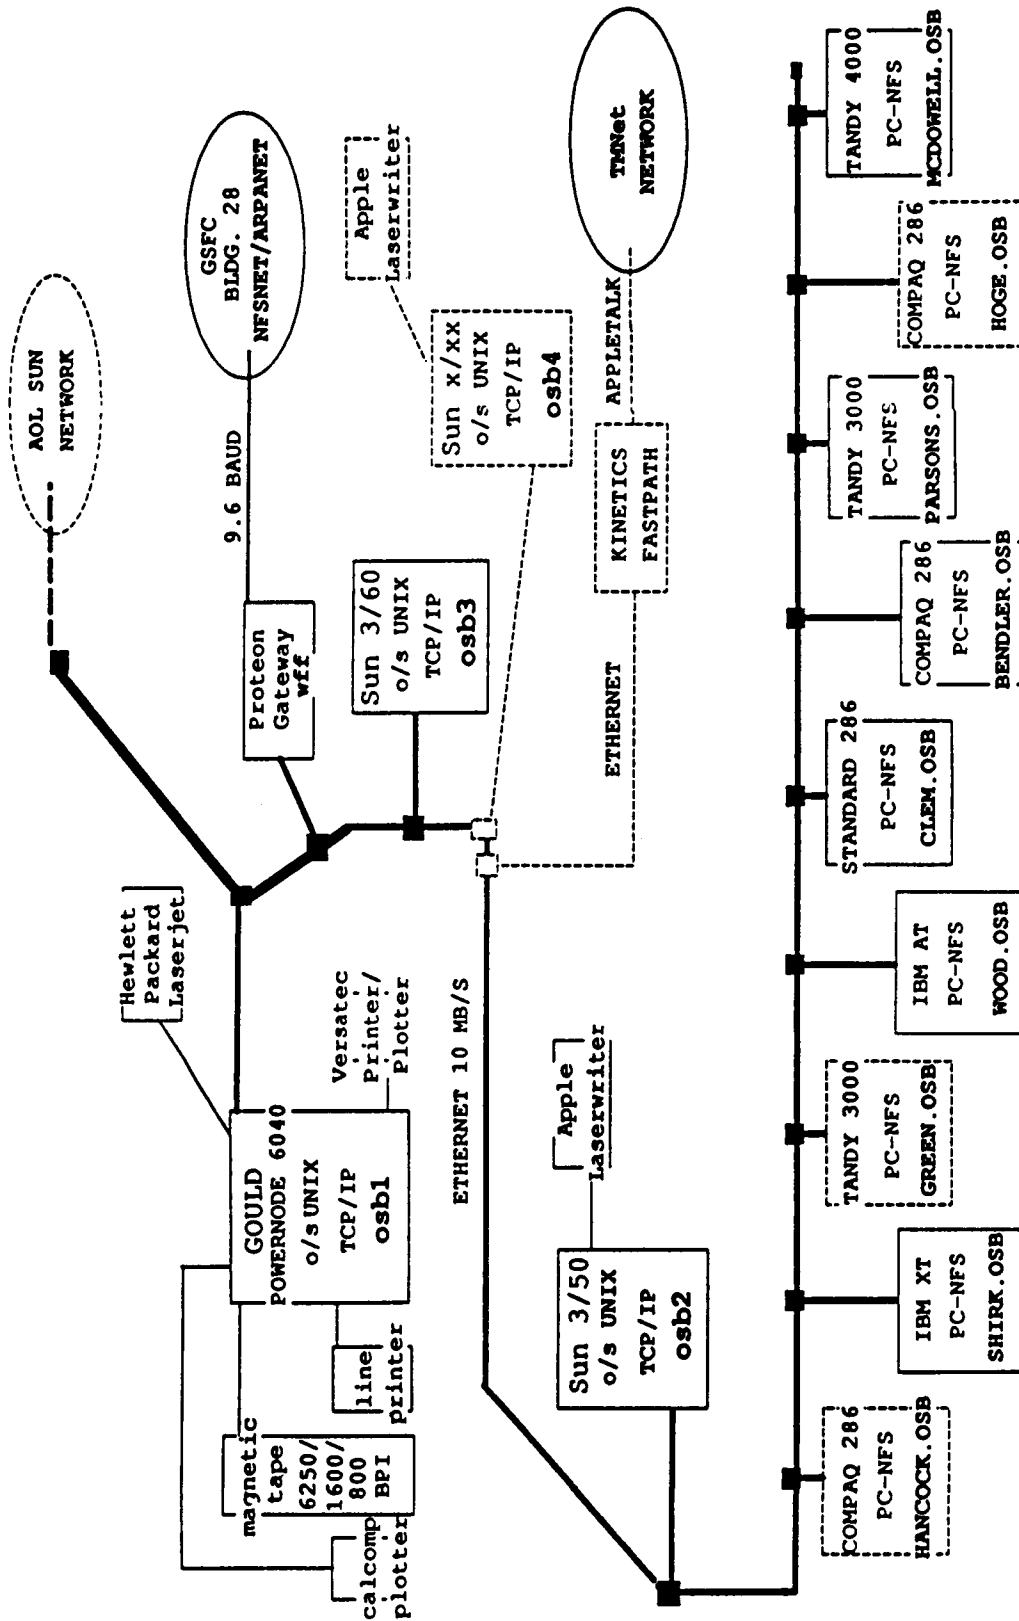 AOL SUN
NETWORK
GSFC
BLDG. 28
NFSNET/ARPANET
9.6 BAUD
Proteon
Gateway
wff
Hewlett
Packard
Laserjet
Apple
Laserwriter
Sun x/xx
o/s UNIX
TCP/IP
osb4
Sun 3/60
o/s UNIX
TCP/IP
osb3
GOULD
POWERNODE 6040
o/s UNIX
TCP/IP
osb1
Versatec
Printer/
Plotter
magnetic
tape
6250/
1600/
800
BPI
line
printer
calcomp
plotter
ETHERNET 10 MB/S
TMNet
NETWORK
APPLETALK
KINETICS
FASTPATH
ETHERNET
Apple
Laserwriter
Sun 3/50
o/s UNIX
TCP/IP
osb2
COMPAQ 286
PC-NFS
HANCOCK.OSB
IBM XT
PC-NFS
SHIRK.OSB
TANDY 3000
PC-NFS
GREEN.OSB
IBM AT
PC-NFS
WOOD.OSB
STANDARD 286
PC-NFS
CLEM.OSB
COMPAQ 286
PC-NFS
BENDLER.OSB
TANDY 3000
PC-NFS
PARSONS.OSB
COMPAQ 286
PC-NFS
HOGE.OSB
TANDY 4000
PC-NFS
MCDOWELL.OSB